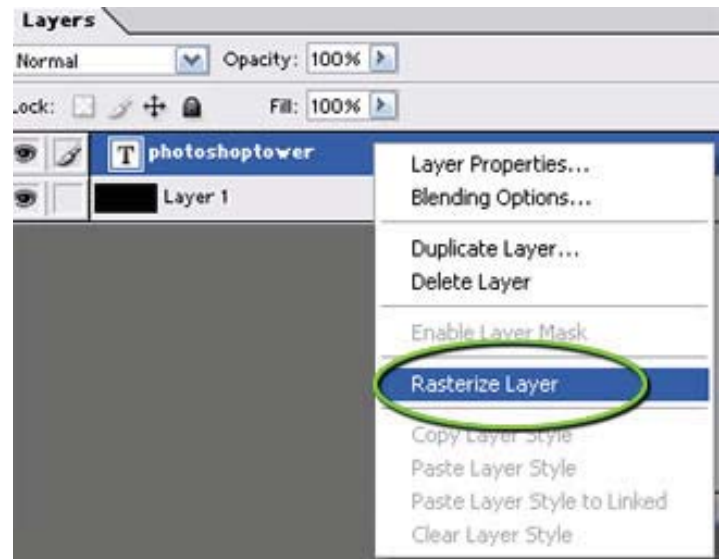 Layers
Normal Opacity: 100%
Lock: Fill: 100%
T photoshoptower
Layer 1
Layer Properties...
Blending Options...
Duplicate Layer...
Delete Layer
Enable Layer Mask
Rasterize Layer
Copy Layer Style
Paste Layer Style
Paste Layer Style to Linked
Clear Layer Style